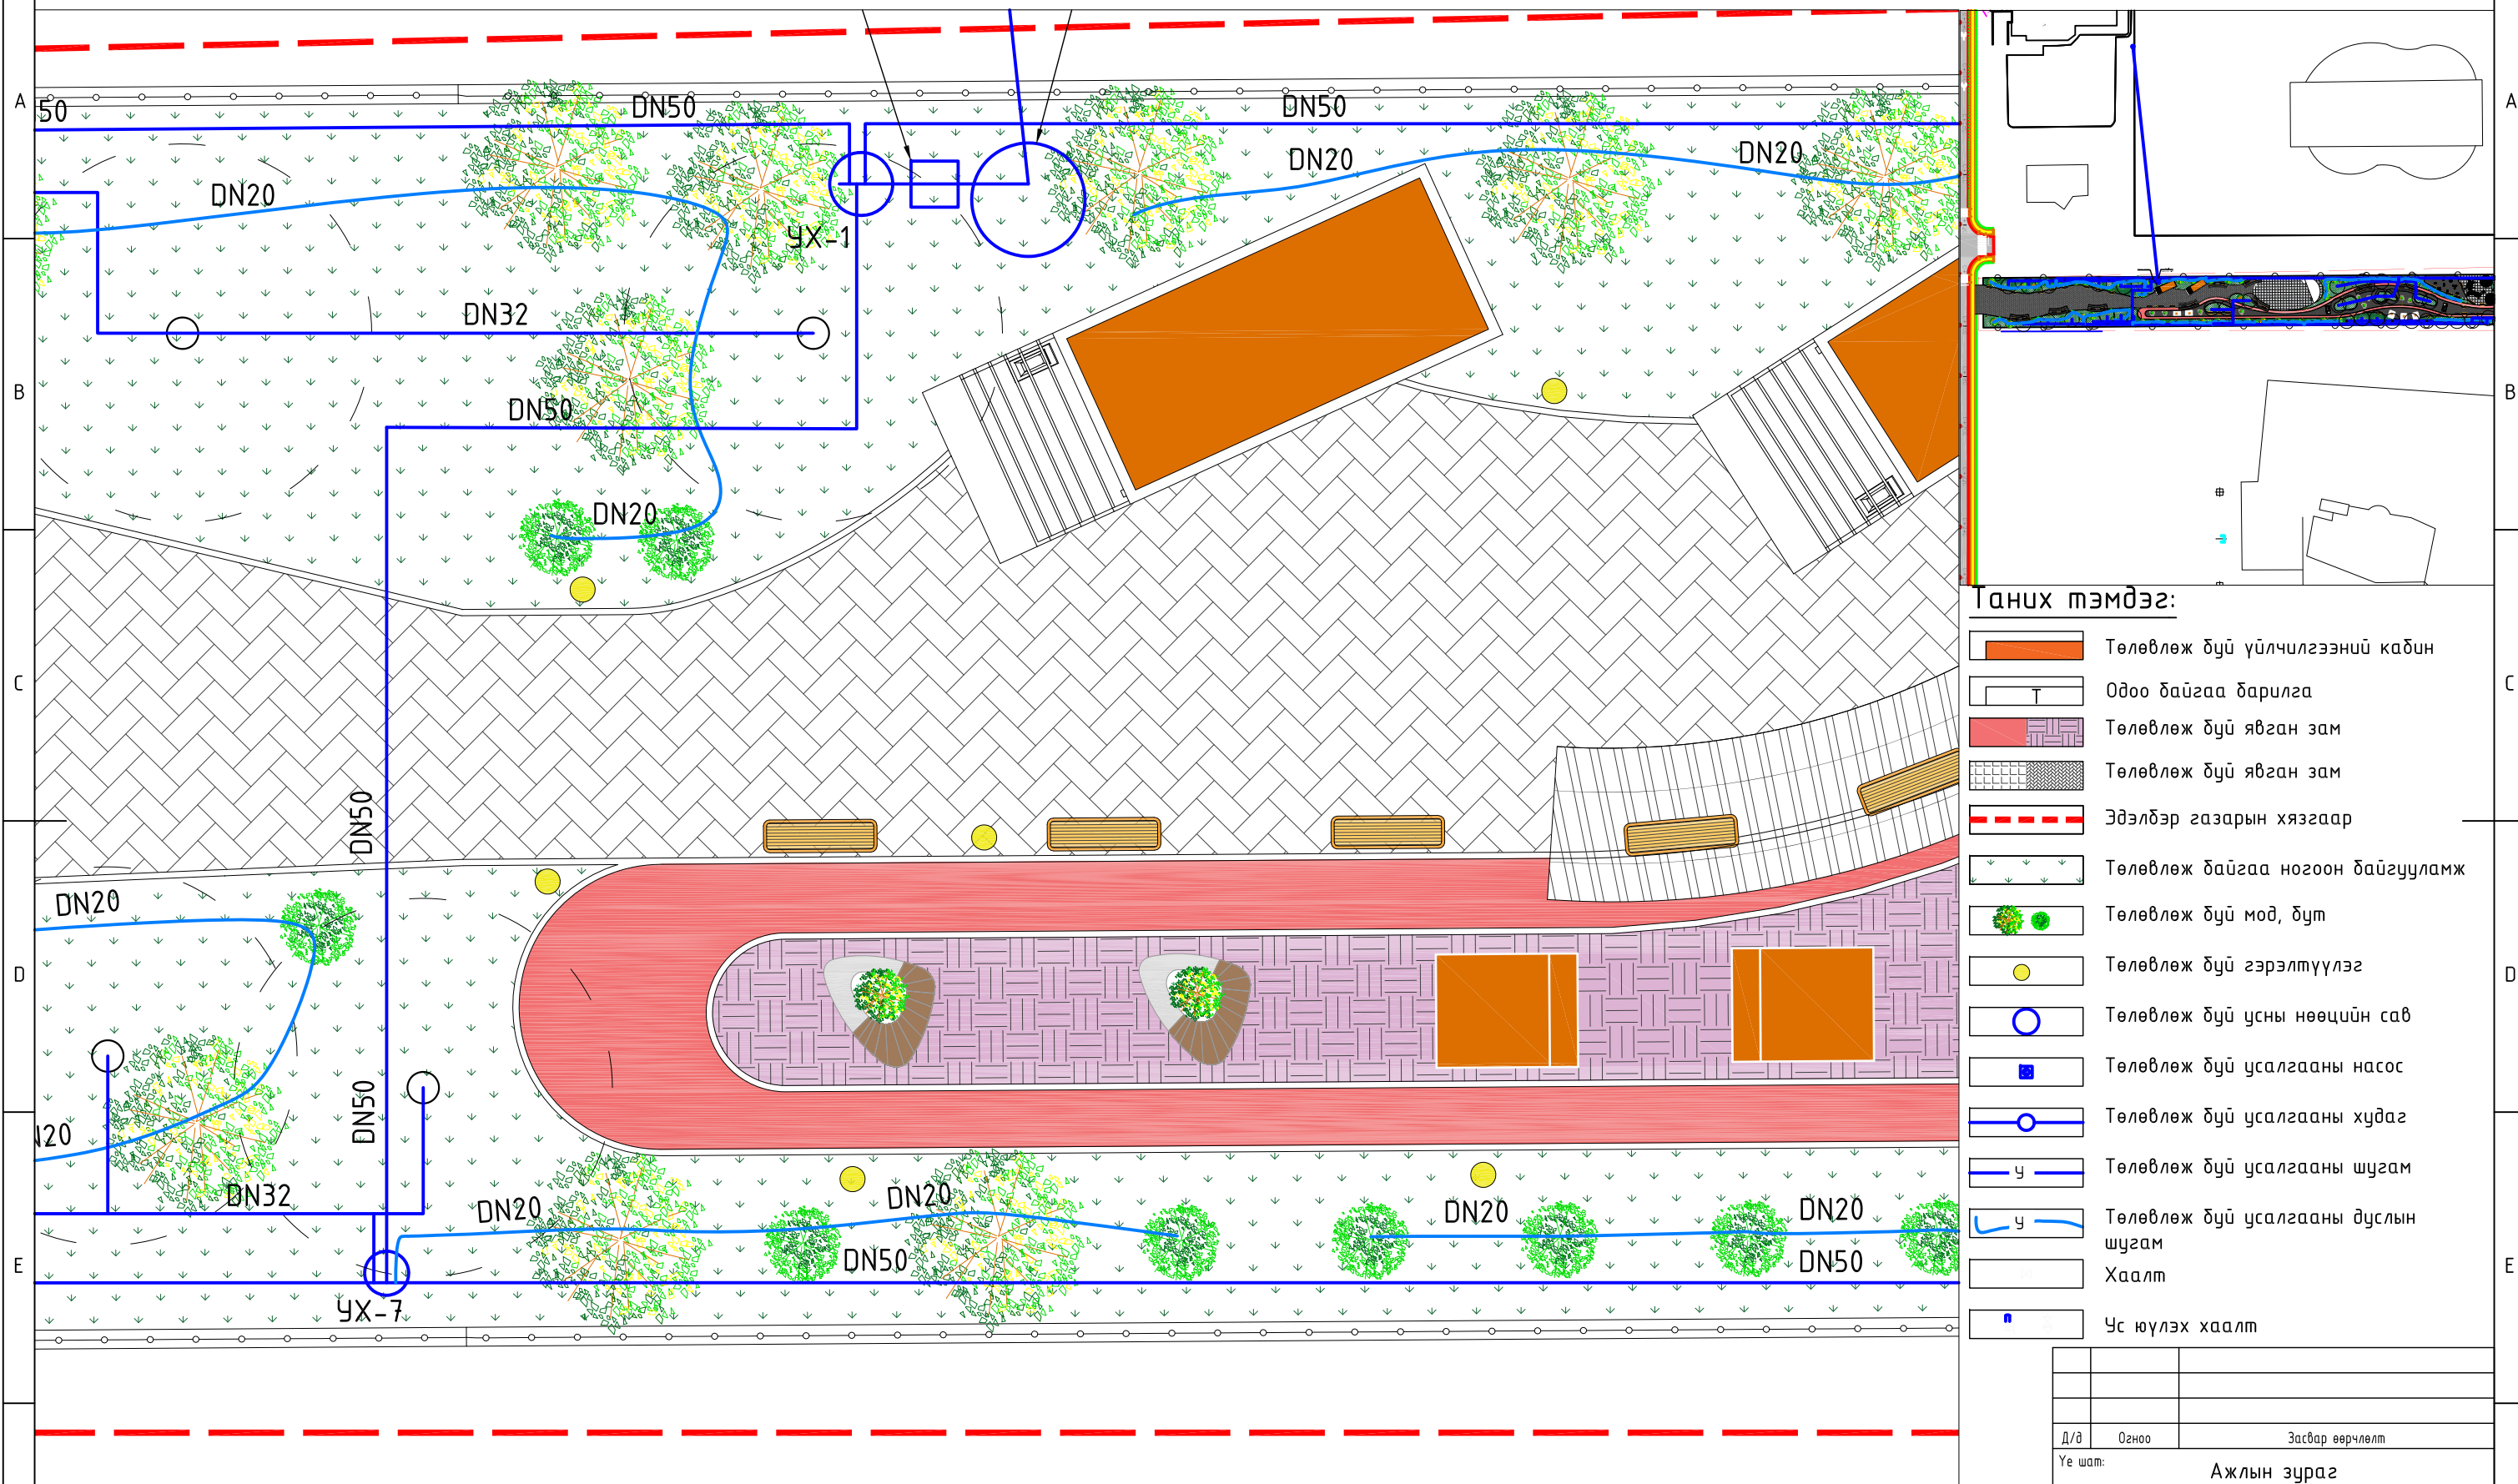 A
A
50
DN50
DN50
DN20
DN20
DN20
УХ-1
DN32
B
B
DN50
DN20
Таних тэмдэг:
Төлөвлөж буй үйлчилгээний кабин
C
C
Т
Одоо байгаа барилга
Төлөвлөж буй явган зам
Төлөвлөж буй явган зам
DN50
Эдэлбэр газарын хязгаар
Төлөвлөж байгаа ногоон байгууламж
DN20
Төлөвлөж буй мод, бут
D
D
Төлөвлөж буй гэрэлтүүлэг
Төлөвлөж буй усны нөөцийн сав
Төлөвлөж буй усалгааны насос
DN50
Төлөвлөж буй усалгааны худаг
N20
У
Төлөвлөж буй усалгааны шугам
DN32
DN20
DN20
DN20
DN20
У
Төлөвлөж буй усалгааны дуслын
шугам
DN50
DN50
E
E
Хаалт
УХ-7
Ус юүлэх хаалт
Д/д
Огноо
Засвар өөрчлөлт
Үе шат:
Ажлын зураг